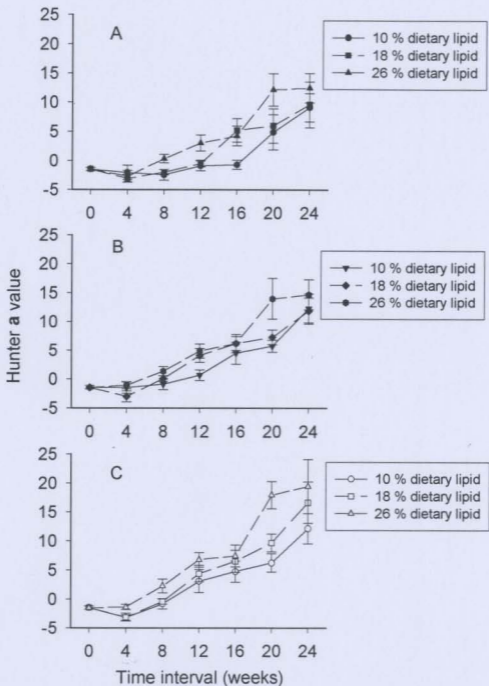 A
25
20
15
10
5
0
-5
0 4 8 12 16 20 24
10 % dietary lipid
18 % dietary lipid
26 % dietary lipid
B
25
20
15
10
5
0
-5
0 4 8 12 16 20 24
10 % dietary lipid
18 % dietary lipid
26 % dietary lipid
Hunter a value
C
25
20
15
10
5
0
-5
0 4 8 12 16 20 24
10 % dietary lipid
18 % dietary lipid
26 % dietary lipid
Time interval (weeks)